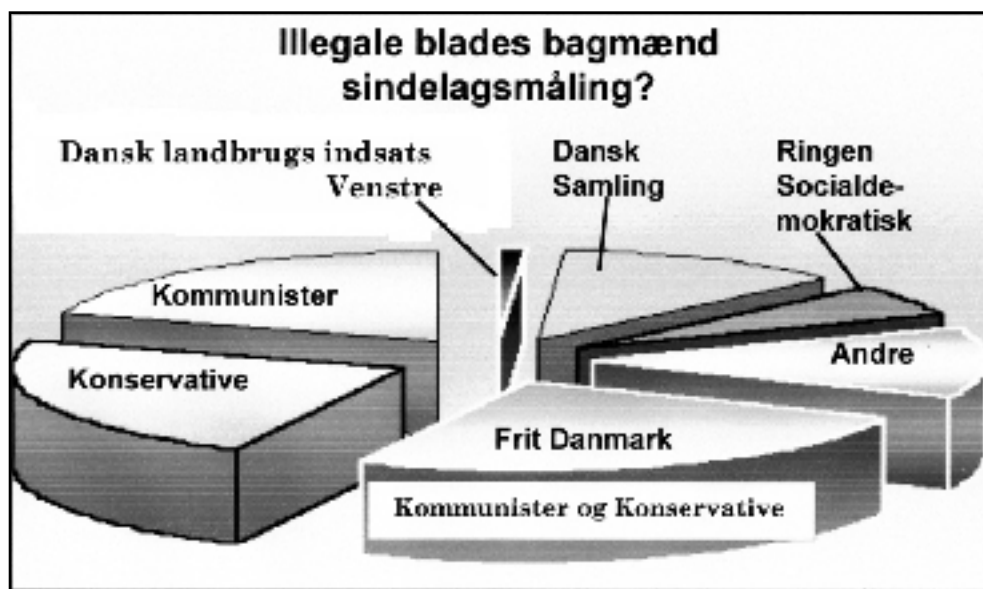 Illegale blades bagmænd
sindelagsmåling?
Dansk landbrugs indsats
Venstre
Dansk
Samling
Ringen
Socialde-
mokratisk
Kommunister
Konservative
Andre
Frit Danmark
Kommunister og Konservative